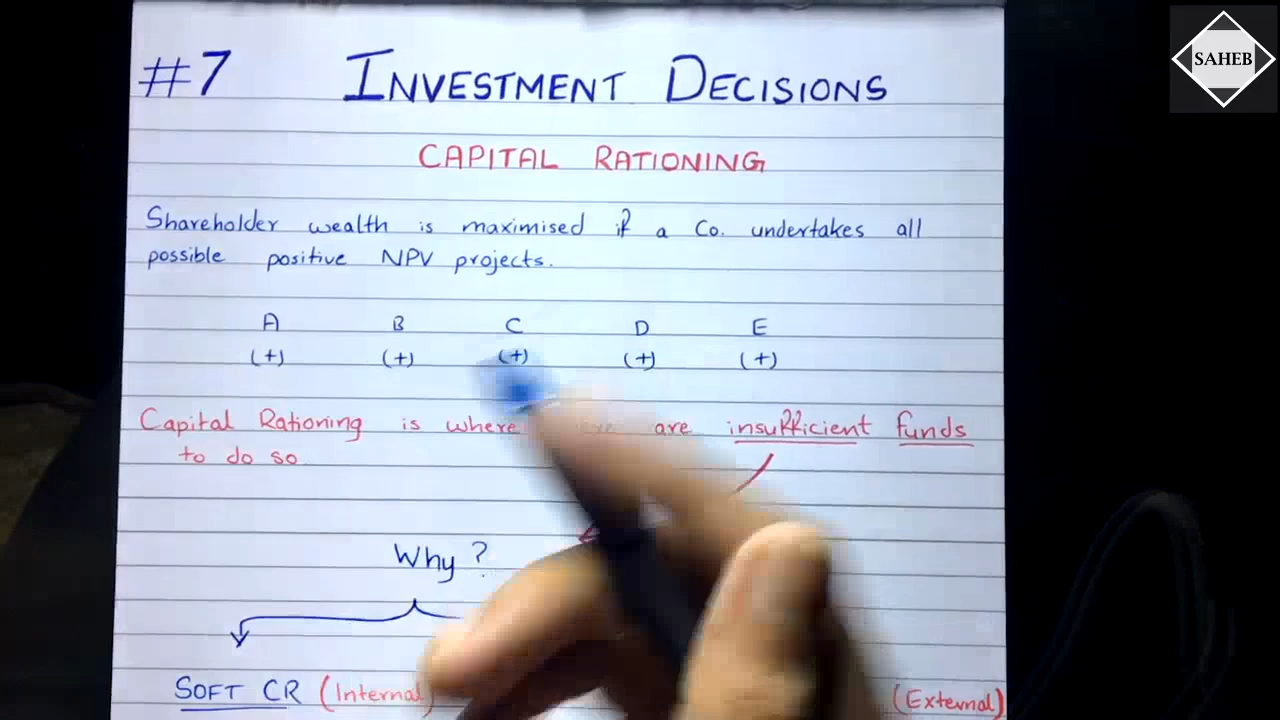 SAHEB
#7 INVESTMENT DECISIONS
CAPITAL RATIONING
Shareholder wealth is maximised if a Co. undertakes all
possible positive NPV projects.
A B C D E
(+) (+) (+) (+) (+)
Capital Rationing is where are insufficient funds
to do so
Why?
SOFT CR (Internal) (External)